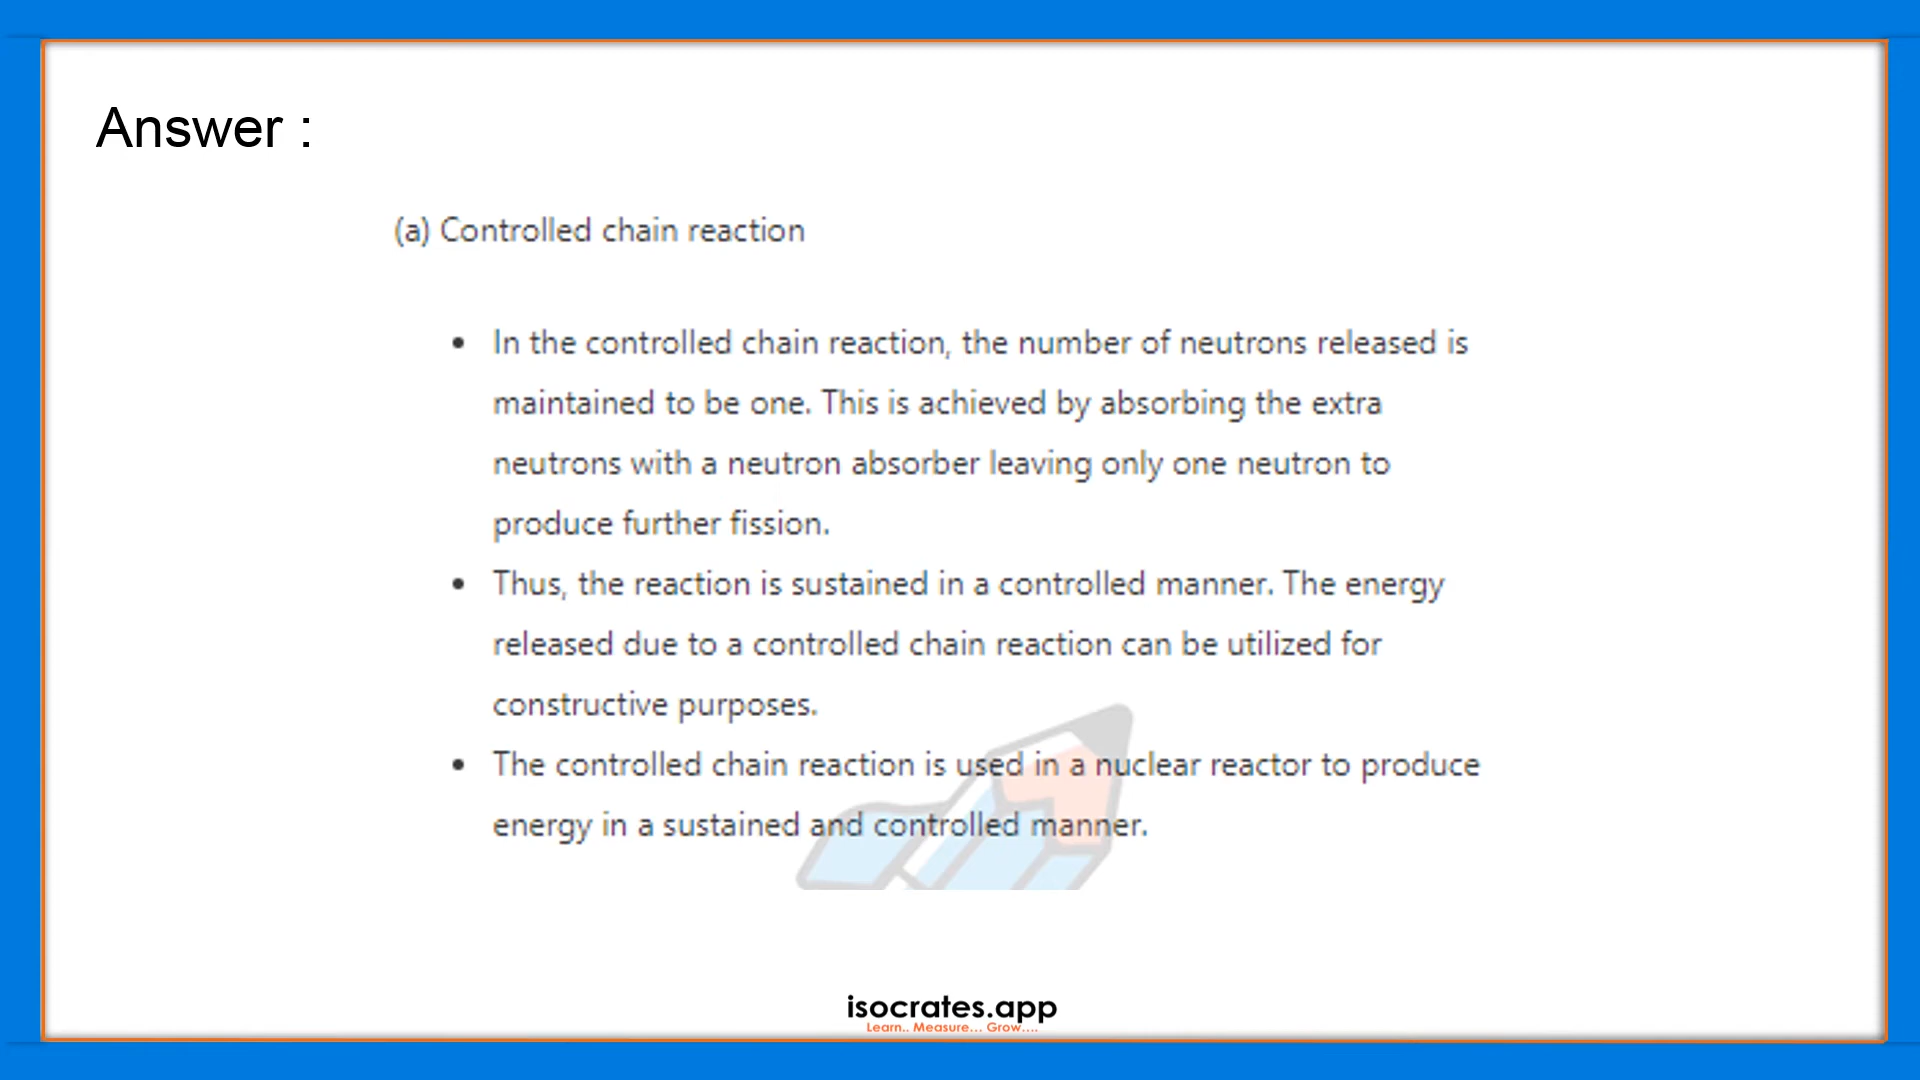 Answer :
(a) Controlled chain reaction
• In the controlled chain reaction, the number of neutrons released is
maintained to be one. This is achieved by absorbing the extra
neutrons with a neutron absorber leaving only one neutron to
produce further fission.
• Thus, the reaction is sustained in a controlled manner. The energy
released due to a controlled chain reaction can be utilized for
constructive purposes.
• The controlled chain reaction is used in a nuclear reactor to produce
energy in a sustained and controlled manner.
isocrates.app
Learn.. Measure... Grow....